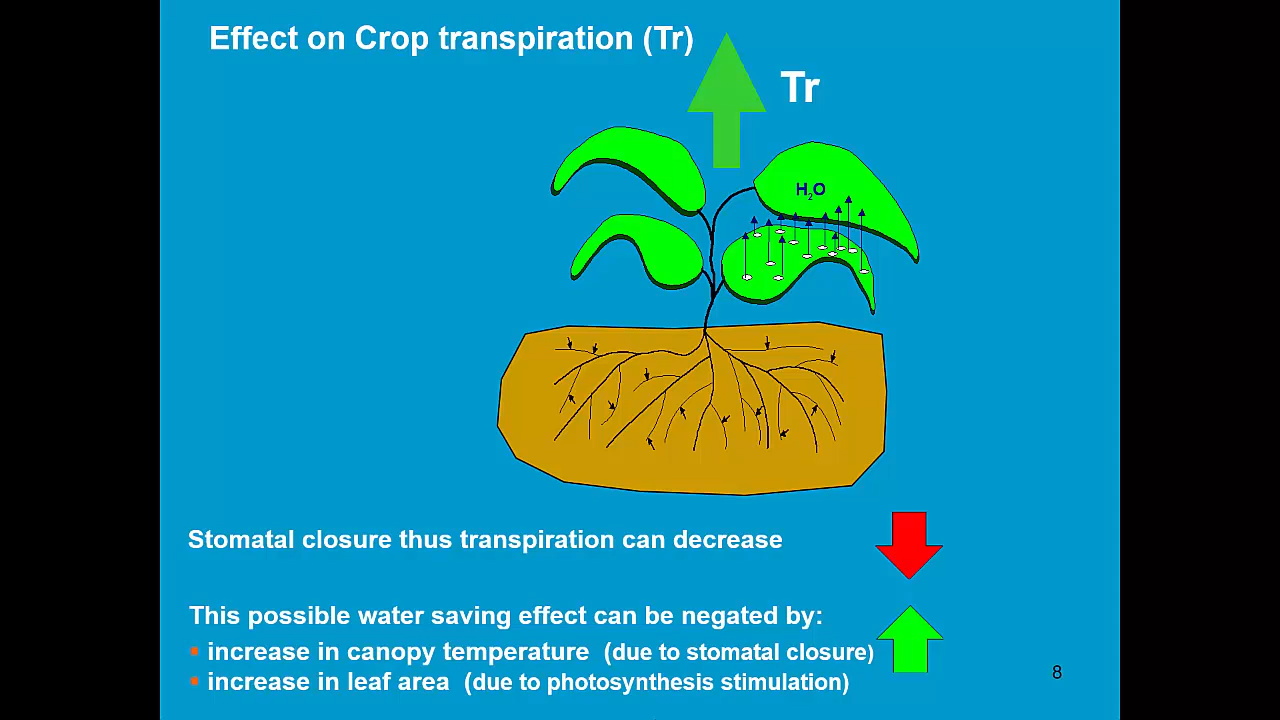 Effect on Crop transpiration (Tr)
Tr
H₂O
Stomatal closure thus transpiration can decrease
This possible water saving effect can be negated by:
▪ increase in canopy temperature (due to stomatal closure)
▪ increase in leaf area (due to photosynthesis stimulation)
8